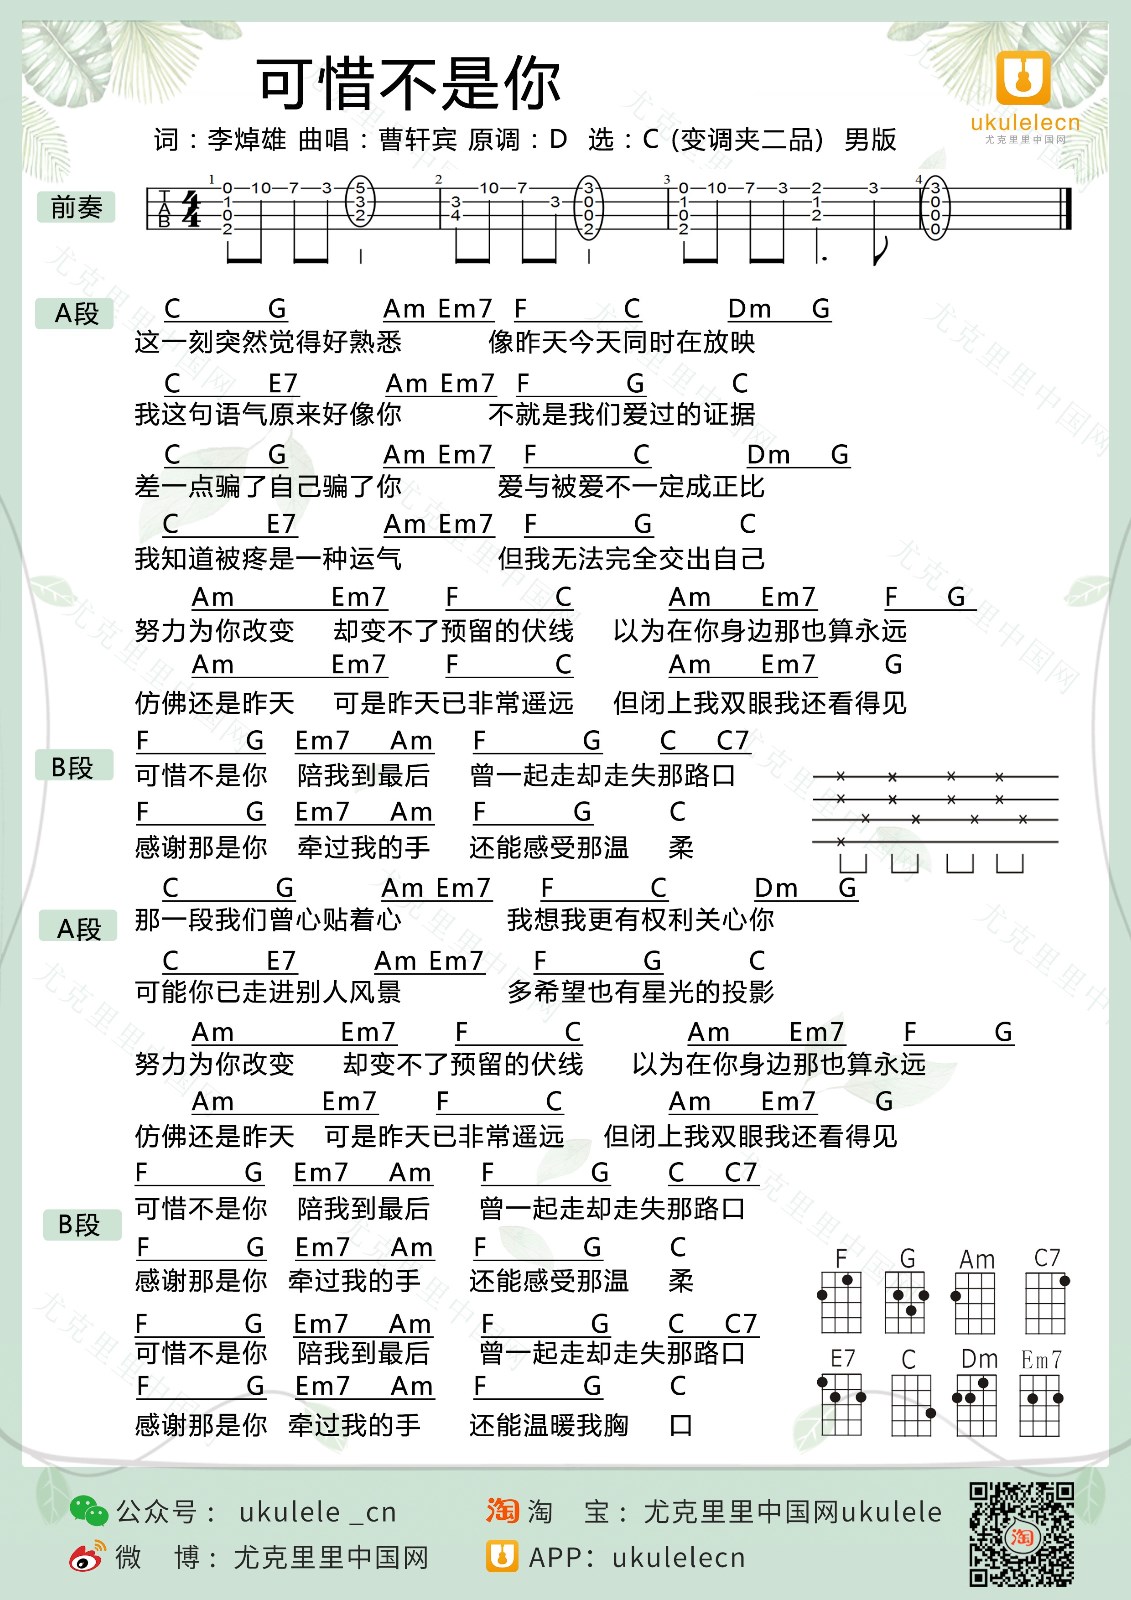 可惜不是你
ukulelecn
尤克里里中国网
词：李焯雄 曲唱：曹轩宾 原调：D 选：C (变调夹二品) 男版
前奏
1 2 3 4
T A B 4 4
0 10 7 3 5 10 7 3 0 10 7 3 2 3 3
1 3 3 3 0 1 1 0
0 2 4 0 0 2 0
2 2 2 0
A段
C G Am Em7 F C Dm G
这一刻突然觉得好熟悉 像昨天今天同时在放映
C E7 Am Em7 F G C
我这句语气原来好像你 不就是我们爱过的证据
C G Am Em7 F C Dm G
差一点骗了自己骗了你 爱与被爱不一定成正比
C E7 Am Em7 F G C
我知道被疼是一种运气 但我无法完全交出自己
Am Em7 F C Am Em7 F G
努力为你改变 却变不了预留的伏线 以为在你身边那也算永远
Am Em7 F C Am Em7 G
仿佛还是昨天 可是昨天已非常遥远 但闭上我双眼我还看得见
B段
F G Em7 Am F G C C7
可惜不是你 陪我到最后 曾一起走却走失那路口
F G Em7 Am F G C
感谢那是你 牵过我的手 还能感受那温 柔
A段
C G Am Em7 F C Dm G
那一段我们曾心贴着心 我想我更有权利关心你
C E7 Am Em7 F G C
可能你已走进别人风景 多希望也有星光的投影
Am Em7 F C Am Em7 F G
努力为你改变 却变不了预留的伏线 以为在你身边那也算永远
Am Em7 F C Am Em7 G
仿佛还是昨天 可是昨天已非常遥远 但闭上我双眼我还看得见
B段
F G Em7 Am F G C C7
可惜不是你 陪我到最后 曾一起走却走失那路口
F G Em7 Am F G C
感谢那是你 牵过我的手 还能感受那温 柔
F G Em7 Am F G C C7
可惜不是你 陪我到最后 曾一起走却走失那路口
F G Em7 Am F G C
感谢那是你 牵过我的手 还能温暖我胸 口
F G Am C7
E7 C Dm Em7
公众号： ukulele _cn
淘 淘 宝：尤克里里中国网ukulele
微 博：尤克里里中国网
APP：ukulelecn
淘
尤克里里中国网